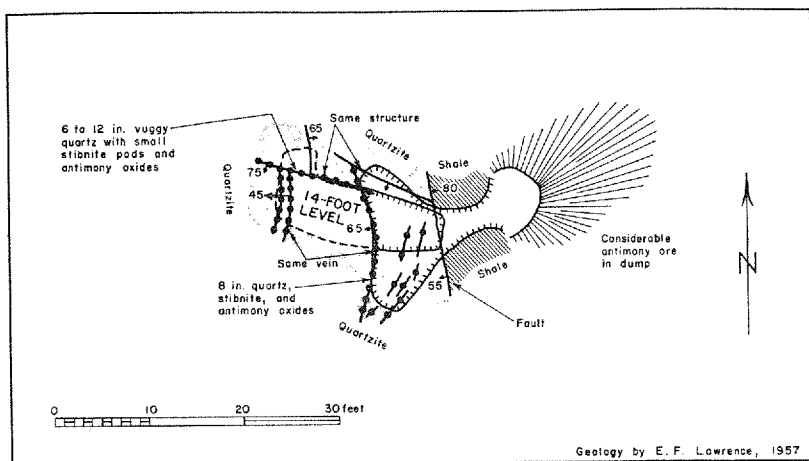 6 to 12 in. vuggy
quartz with small
stibnite pods and
antimony oxides
Same structure
65
Quartzite
Shale
80
75
Quartzite
45
14-FOOT
LEVEL
65
Same vein
8 in. quartz,
stibnite, and
antimony oxides
Quartzite
55
Shale
Fault
Considerable
antimony ore
in dump
N
0 10 20 30 feet
Geology by E. F. Lawrence, 1957